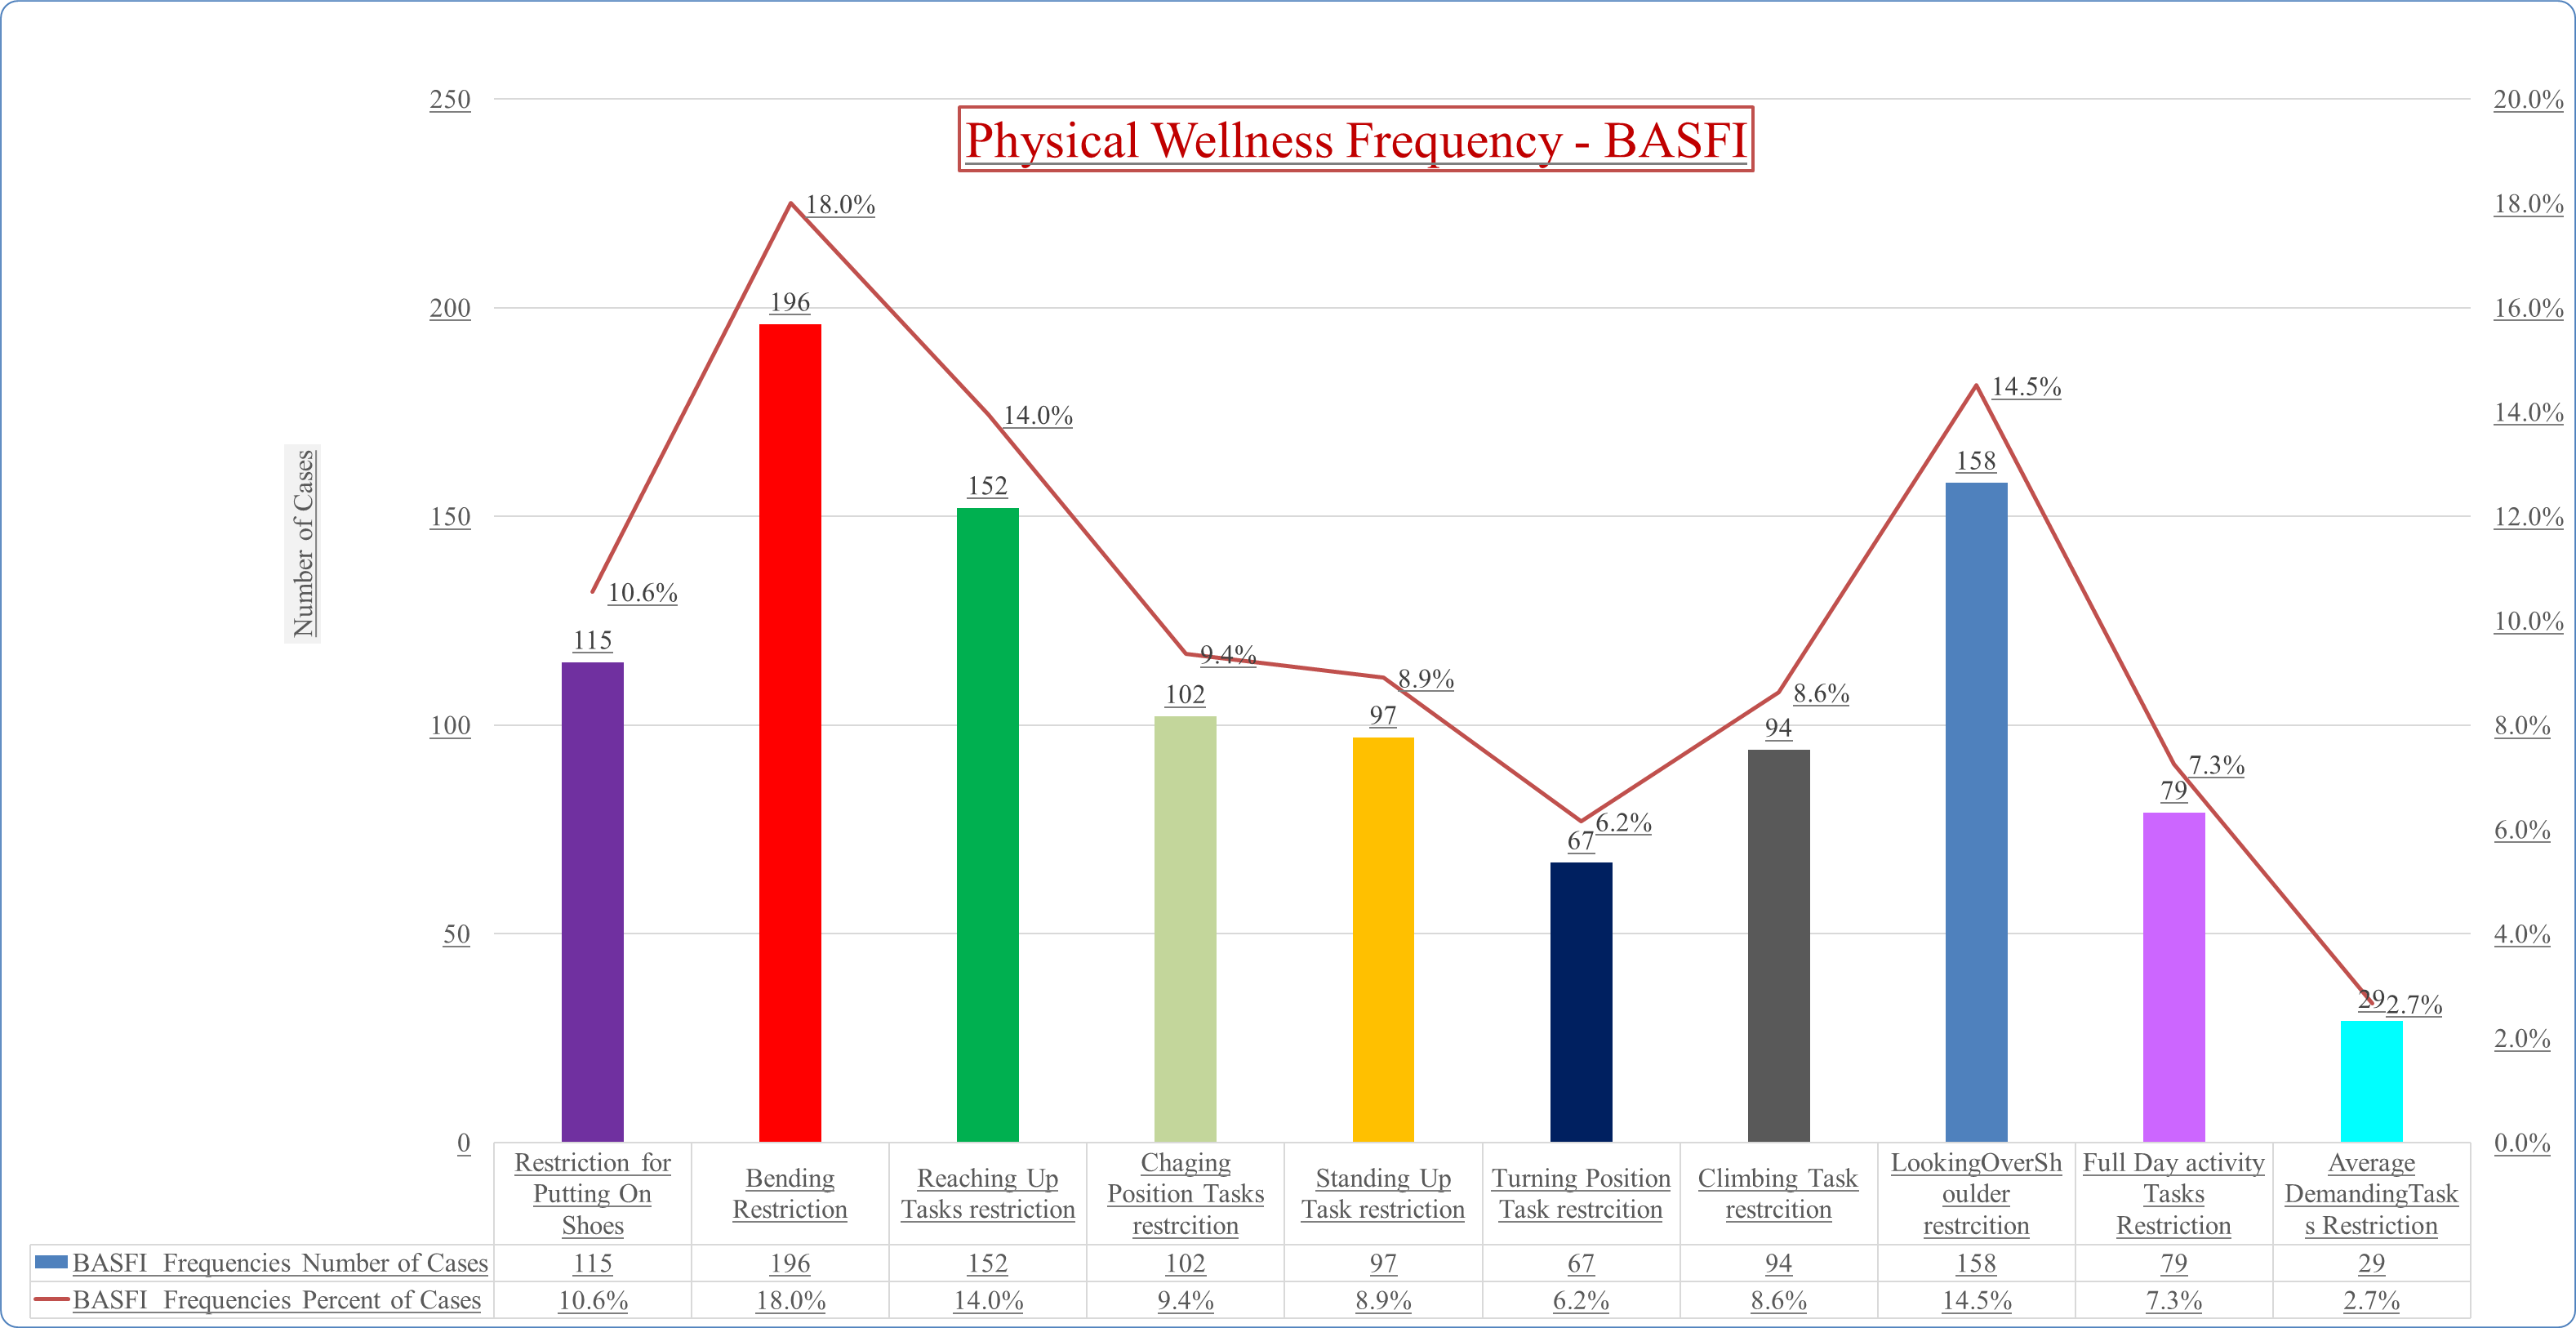 Physical Wellness Frequency - BASFI
Number of Cases
250
200
150
100
50
0
20.0%
18.0%
16.0%
14.0%
12.0%
10.0%
8.0%
6.0%
4.0%
2.0%
0.0%
10.6%
18.0%
14.0%
9.4%
8.9%
6.2%
8.6%
14.5%
7.3%
2.7%
115
196
152
102
97
67
94
158
79
29
Restriction for
Putting On
Shoes
Bending
Restriction
Reaching Up
Tasks restriction
Chaging
Position Tasks
restrcition
Standing Up
Task restriction
Turning Position
Task restrcition
Climbing Task
restrcition
LookingOverSh
oulder
restrcition
Full Day activity
Tasks
Restriction
Average
DemandingTask
s Restriction
BASFI Frequencies Number of Cases 115 196 152 102 97 67 94 158 79 29
BASFI Frequencies Percent of Cases 10.6% 18.0% 14.0% 9.4% 8.9% 6.2% 8.6% 14.5% 7.3% 2.7%